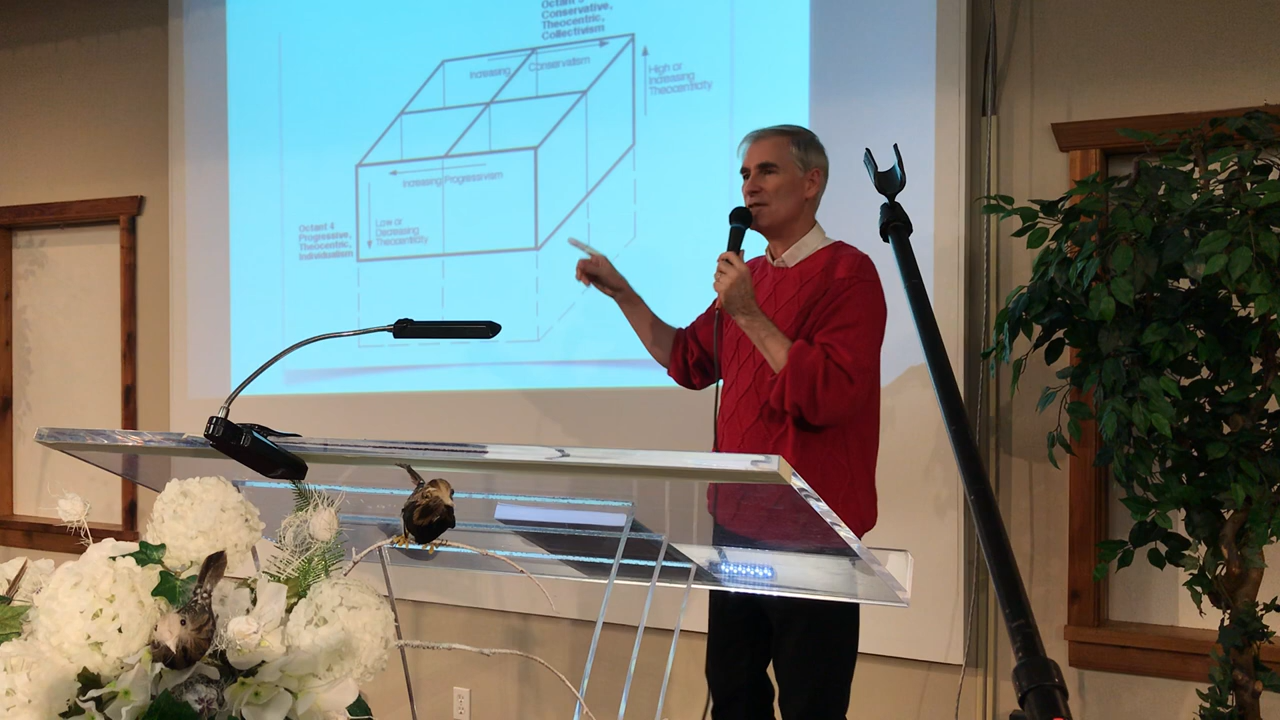 Conservative,
Theocentric,
Collectivism
Increasing
Conservatism
High or
Increasing
Theocentricity
Increasing Progressivism
Low or
Decreasing
Theocentricity
Octant 4
Progressive,
Theocentric,
Individualism